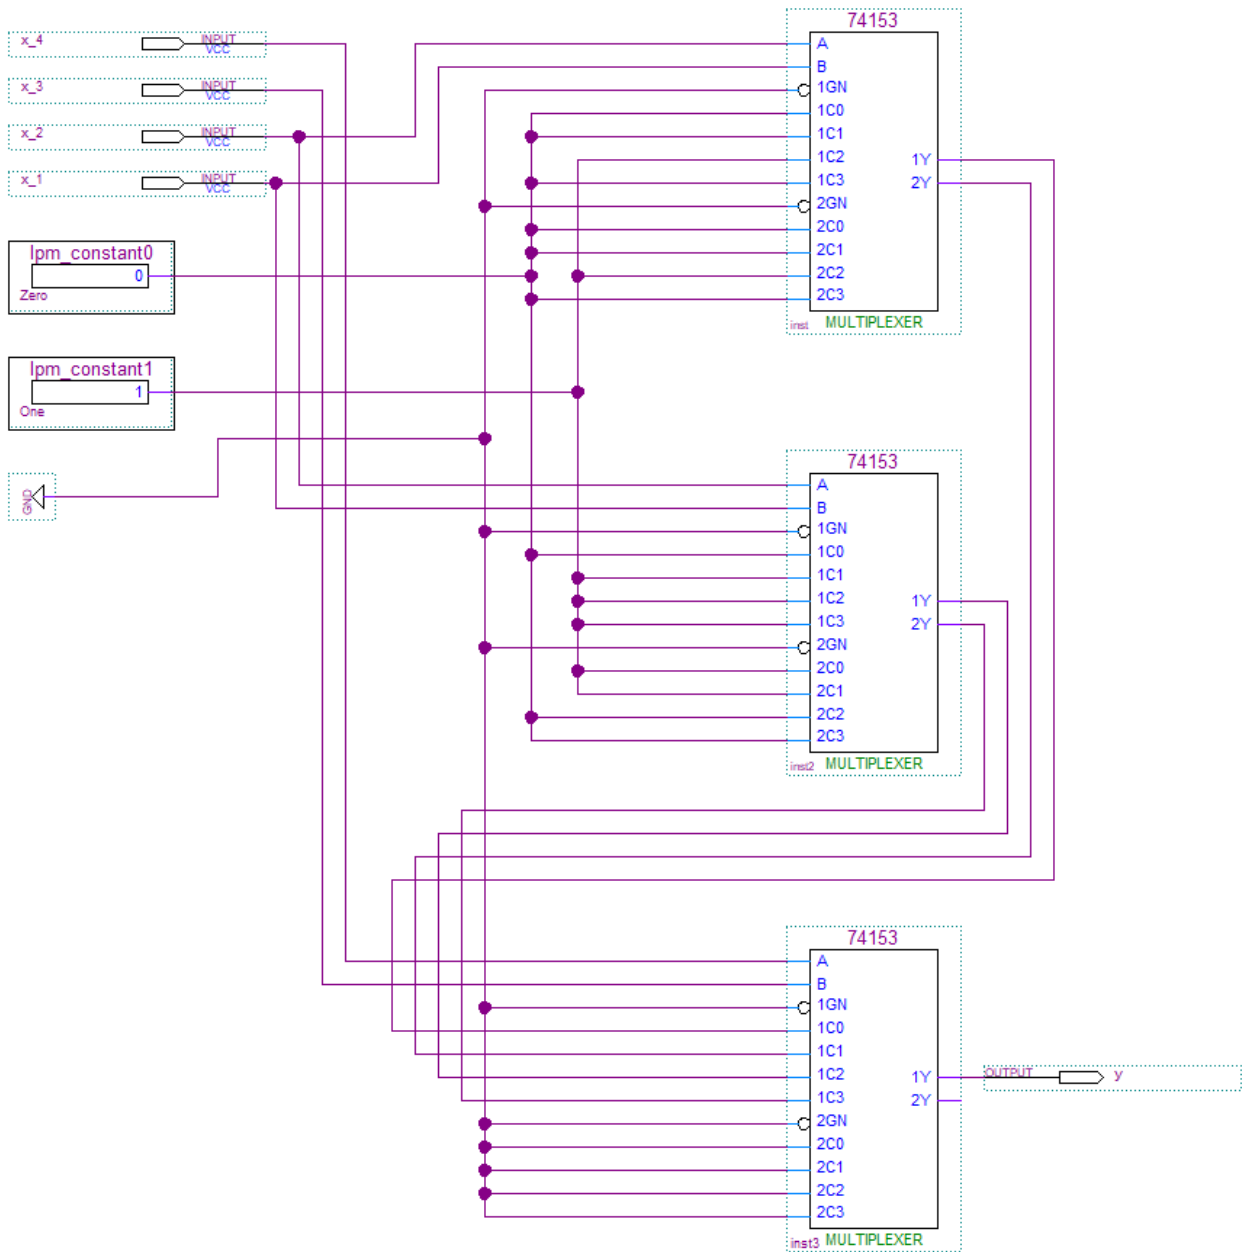 x_4
INPUT
VCC
x_3
INPUT
VCC
x_2
INPUT
VCC
x_1
INPUT
VCC
lpm_constant0
0
Zero
lpm_constant1
1
One
GND
74153
A
B
1GN
1C0
1C1
1C2
1C3
2GN
2C0
2C1
2C2
2C3
1Y
2Y
inst
MULTIPLEXER
74153
A
B
1GN
1C0
1C1
1C2
1C3
2GN
2C0
2C1
2C2
2C3
1Y
2Y
inst2
MULTIPLEXER
74153
A
B
1GN
1C0
1C1
1C2
1C3
2GN
2C0
2C1
2C2
2C3
1Y
2Y
inst3
MULTIPLEXER
OUTPUT
y